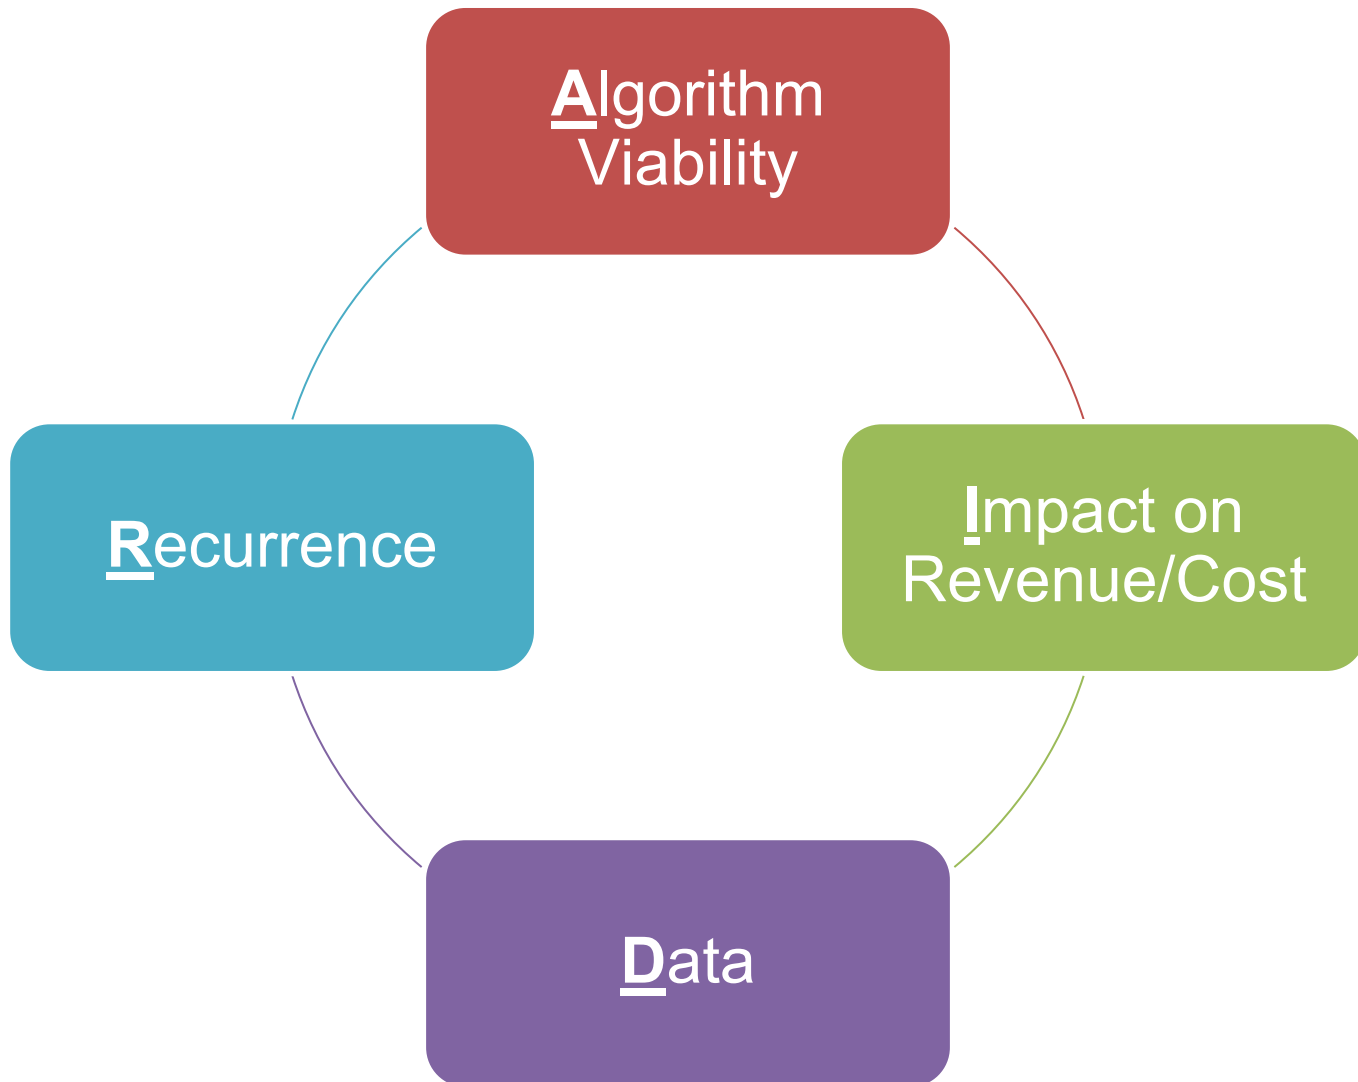 Algorithm
Viability
Recurrence
Impact on
Revenue/Cost
Data